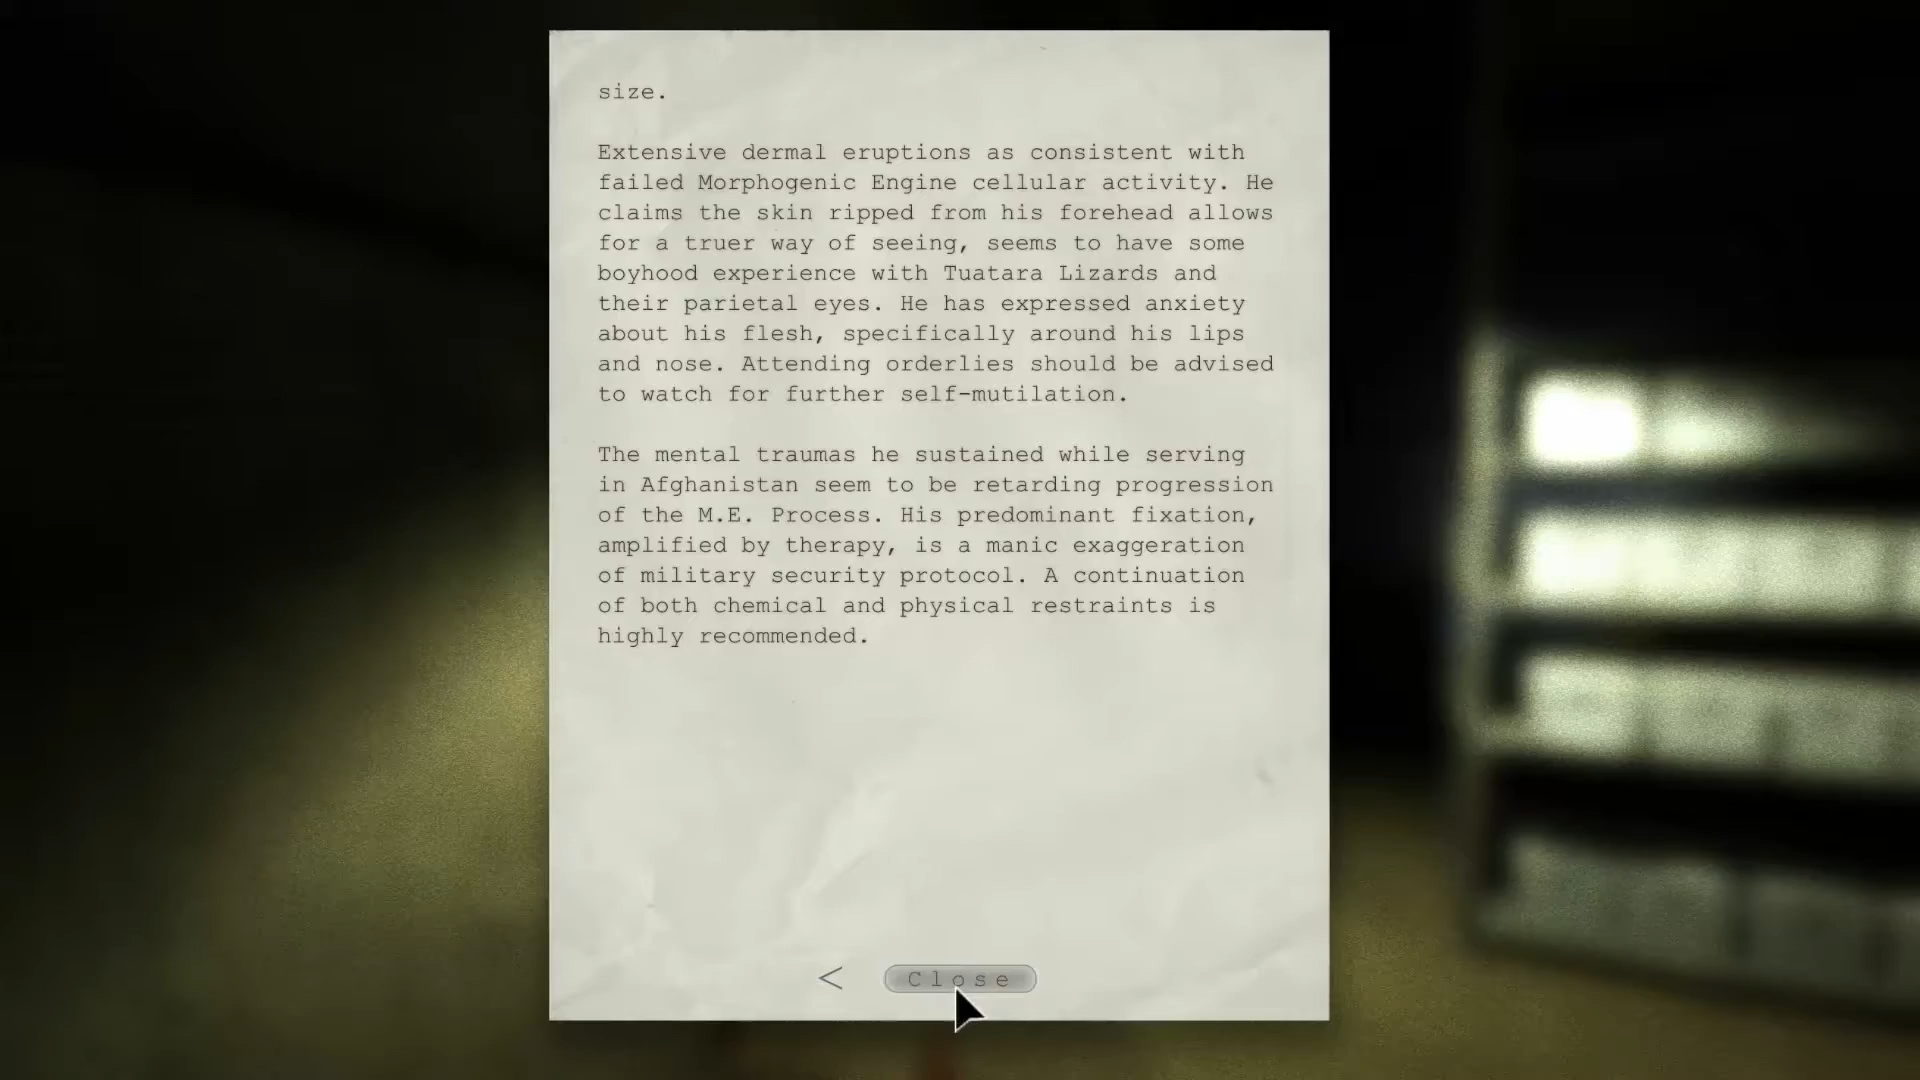 size.
Extensive dermal eruptions as consistent with
failed Morphogenic Engine cellular activity. He
claims the skin ripped from his forehead allows
for a truer way of seeing, seems to have some
boyhood experience with Tuatara Lizards and
their parietal eyes. He has expressed anxiety
about his flesh, specifically around his lips
and nose. Attending orderlies should be advised
to watch for further self-mutilation.
The mental traumas he sustained while serving
in Afghanistan seem to be retarding progression
of the M.E. Process. His predominant fixation,
amplified by therapy, is a manic exaggeration
of military security protocol. A continuation
of both chemical and physical restraints is
highly recommended.
< Close